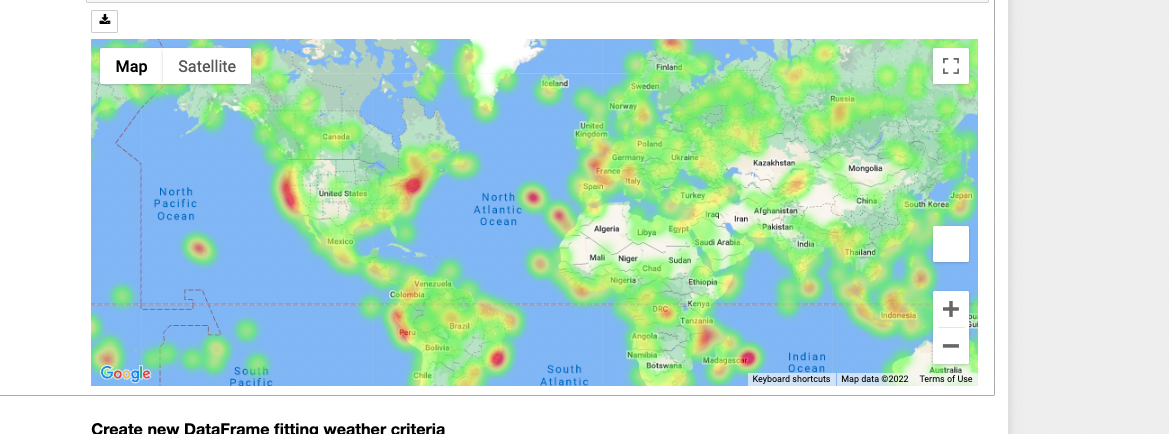 Map
Satellite
Iceland
Finland
Sweden
Norway
Russia
Canada
United
Kingdom
Poland
Germany
Ukraine
Kazakhstan
Mongolia
France
Spain
Italy
North
Pacific
Ocean
United States
North
Atlantic
Ocean
Turkey
China
South Korea
Japan
Iraq
Iran
Afghanistan
Pakistan
Algeria
Libya
Egypt
Saudi Arabia
India
Thailand
Mexico
Mali
Niger
Chad
Sudan
Nigeria
Ethiopia
Venezuela
Colombia
Kenya
DRC
Tanzania
Indonesia
Peru
Brazil
Bolivia
Angola
Namibia
Botswana
Madagascar
Indian
Ocean
Chile
South
Pacific
South
Atlantic
Australia
Google
Keyboard shortcuts
Map data ©2022
Terms of Use
Create new DataFrame fitting weather criteria